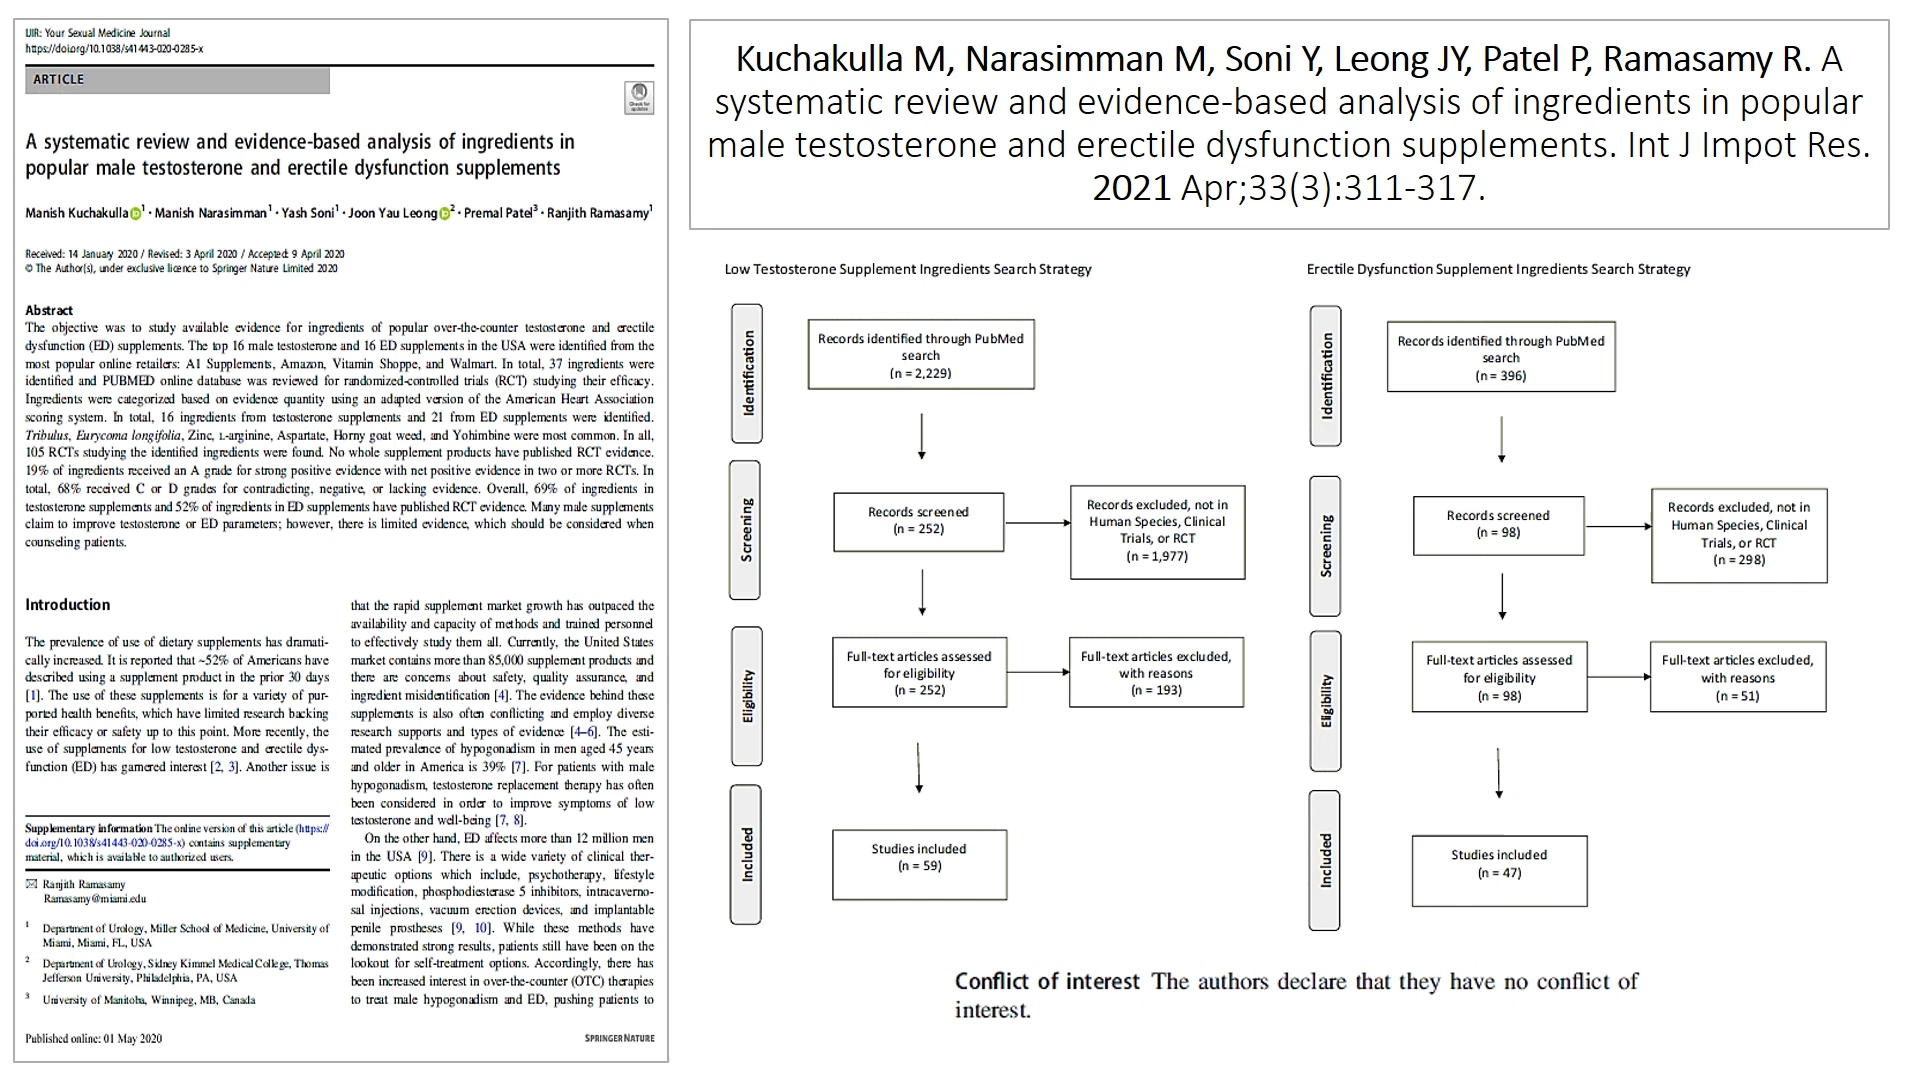 IJIR: Your Sexual Medicine Journal
https://doi.org/10.1038/s41443-020-0285-x
ARTICLE
Check for
updates
A systematic review and evidence-based analysis of ingredients in
popular male testosterone and erectile dysfunction supplements
Manish Kuchakulla 1 · Manish Narasimman1 · Yash Soni1 · Joon Yau Leong 2 · Premal Patel3 · Ranjith Ramasamy1
Received: 14 January 2020 / Revised: 3 April 2020 / Accepted: 9 April 2020
© The Author(s), under exclusive licence to Springer Nature Limited 2020
Abstract
The objective was to study available evidence for ingredients of popular over-the-counter testosterone and erectile
dysfunction (ED) supplements. The top 16 male testosterone and 16 ED supplements in the USA were identified from the
most popular online retailers: A1 Supplements, Amazon, Vitamin Shoppe, and Walmart. In total, 37 ingredients were
identified and PUBMED online database was reviewed for randomized-controlled trials (RCT) studying their efficacy.
Ingredients were categorized based on evidence quantity using an adapted version of the American Heart Association
scoring system. In total, 16 ingredients from testosterone supplements and 21 from ED supplements were identified.
Tribulus, Eurycoma longifolia, Zinc, L-arginine, Aspartate, Horny goat weed, and Yohimbine were most common. In all,
105 RCTs studying the identified ingredients were found. No whole supplement products have published RCT evidence.
19% of ingredients received an A grade for strong positive evidence with net positive evidence in two or more RCTs. In
total, 68% received C or D grades for contradicting, negative, or lacking evidence. Overall, 69% of ingredients in
testosterone supplements and 52% of ingredients in ED supplements have published RCT evidence. Many male supplements
claim to improve testosterone or ED parameters; however, there is limited evidence, which should be considered when
counseling patients.
Introduction
The prevalence of use of dietary supplements has dramati-
cally increased. It is reported that ~52% of Americans have
described using a supplement product in the prior 30 days
[1]. The use of these supplements is for a variety of pur-
ported health benefits, which have limited research backing
their efficacy or safety up to this point. More recently, the
use of supplements for low testosterone and erectile dys-
function (ED) has garnered interest [2, 3]. Another issue is
Supplementary information The online version of this article (https://
doi.org/10.1038/s41443-020-0285-x) contains supplementary
material, which is available to authorized users.
Ranjith Ramasamy
Ramasamy@miami.edu
1 Department of Urology, Miller School of Medicine, University of
Miami, Miami, FL, USA
2 Department of Urology, Sidney Kimmel Medical College, Thomas
Jefferson University, Philadelphia, PA, USA
3 University of Manitoba, Winnipeg, MB, Canada
that the rapid supplement market growth has outpaced the
availability and capacity of methods and trained personnel
to effectively study them all. Currently, the United States
market contains more than 85,000 supplement products and
there are concerns about safety, quality assurance, and
ingredient misidentification [4]. The evidence behind these
supplements is also often conflicting and employ diverse
research supports and types of evidence [4–6]. The esti-
mated prevalence of hypogonadism in men aged 45 years
and older in America is 39% [7]. For patients with male
hypogonadism, testosterone replacement therapy has often
been considered in order to improve symptoms of low
testosterone and well-being [7, 8].
On the other hand, ED affects more than 12 million men
in the USA [9]. There is a wide variety of clinical ther-
apeutic options which include, psychotherapy, lifestyle
modification, phosphodiesterase 5 inhibitors, intracaverno-
sal injections, vacuum erection devices, and implantable
penile prostheses [9, 10]. While these methods have
demonstrated strong results, patients still have been on the
lookout for self-treatment options. Accordingly, there has
been increased interest in over-the-counter (OTC) therapies
to treat male hypogonadism and ED, pushing patients to
Published online: 01 May 2020
SPRINGER NATURE
Kuchakulla M, Narasimman M, Soni Y, Leong JY, Patel P, Ramasamy R. A
systematic review and evidence-based analysis of ingredients in popular
male testosterone and erectile dysfunction supplements. Int J Impot Res.
2021 Apr;33(3):311-317.
Low Testosterone Supplement Ingredients Search Strategy
Identification
Records identified through PubMed
search
(n = 2,229)
Screening
Records screened
(n = 252)
Records excluded, not in
Human Species, Clinical
Trials, or RCT
(n = 1,977)
Eligibility
Full-text articles assessed
for eligibility
(n = 252)
Full-text articles excluded,
with reasons
(n = 193)
Included
Studies included
(n = 59)
Erectile Dysfunction Supplement Ingredients Search Strategy
Identification
Records identified through PubMed
search
(n = 396)
Screening
Records screened
(n = 98)
Records excluded, not in
Human Species, Clinical
Trials, or RCT
(n = 298)
Eligibility
Full-text articles assessed
for eligibility
(n = 98)
Full-text articles excluded,
with reasons
(n = 51)
Included
Studies included
(n = 47)
Conflict of interest The authors declare that they have no conflict of
interest.